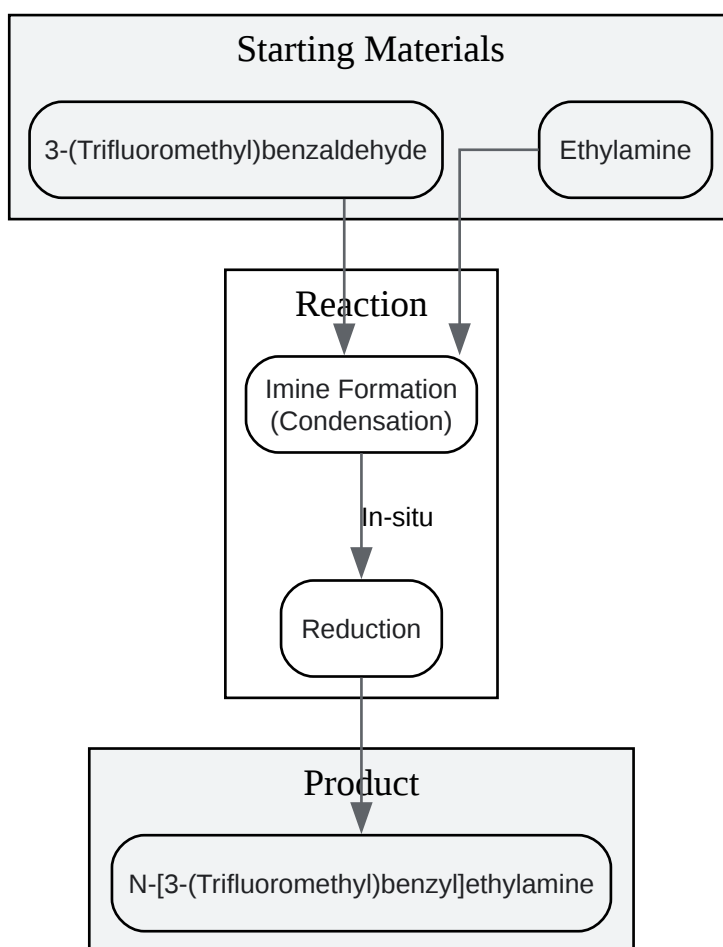 Starting Materials
3-(Trifluoromethyl)benzaldehyde
Ethylamine
Reaction
Imine Formation
(Condensation)
In-situ
Reduction
Product
N-[3-(Trifluoromethyl)benzyl]ethylamine